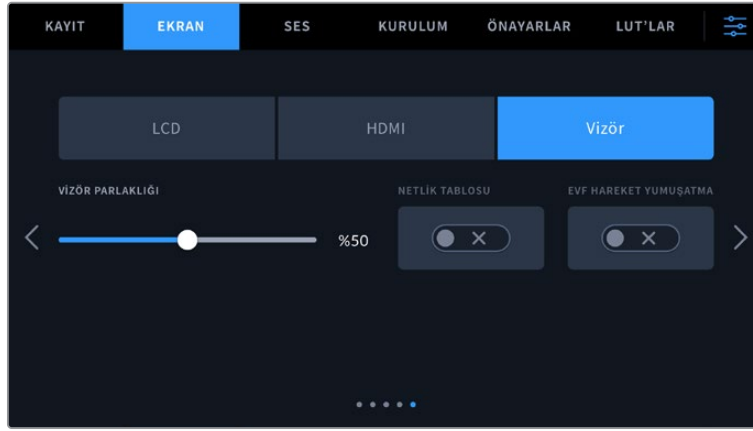 KAYIT EKRAN SES KURULUM ÖNAYARLAR LUT'LAR
LCD HDMI Vizör
VİZÖR PARLAKLIĞI NETLİK TABLOSU EVF HAREKET YUMUŞATMA
%50